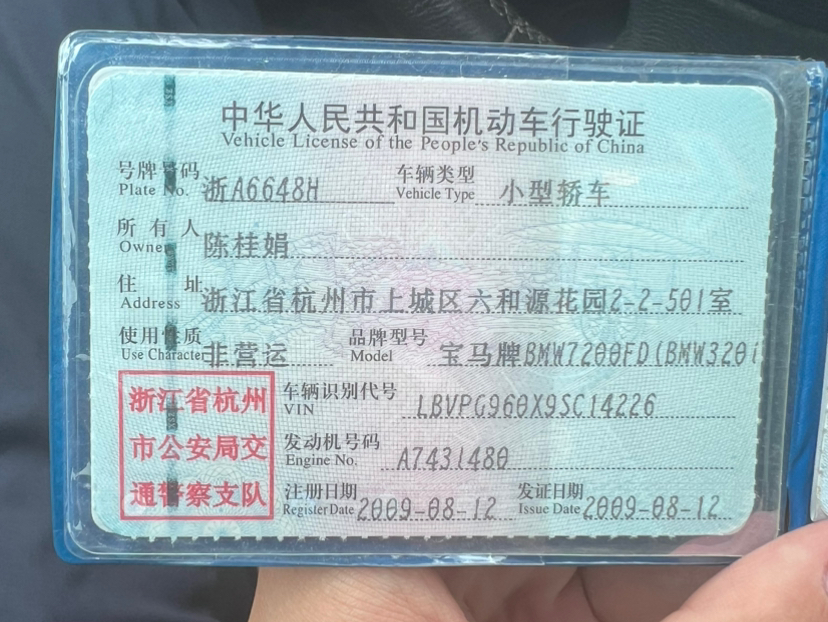 中华人民共和国机动车行驶证
Vehicle License of the People's Republic of China
号牌号码 浙A6648H 车辆类型 小型轿车
Plate No. Vehicle Type
所有人 陈桂娟
Owner
住址 浙江省杭州市上城区六和源花园2-2-501室
Address
使用性质 非营运 品牌型号 宝马牌BMW7200FD(BMW320i
Use Character Model
浙江省杭州 车辆识别代号 LBVPG960X9SC14226
VIN
市公安局交 发动机号码 A7431480
Engine No.
通警察支队 注册日期 2009-08-12 发证日期 2009-08-12
Register Date Issue Date